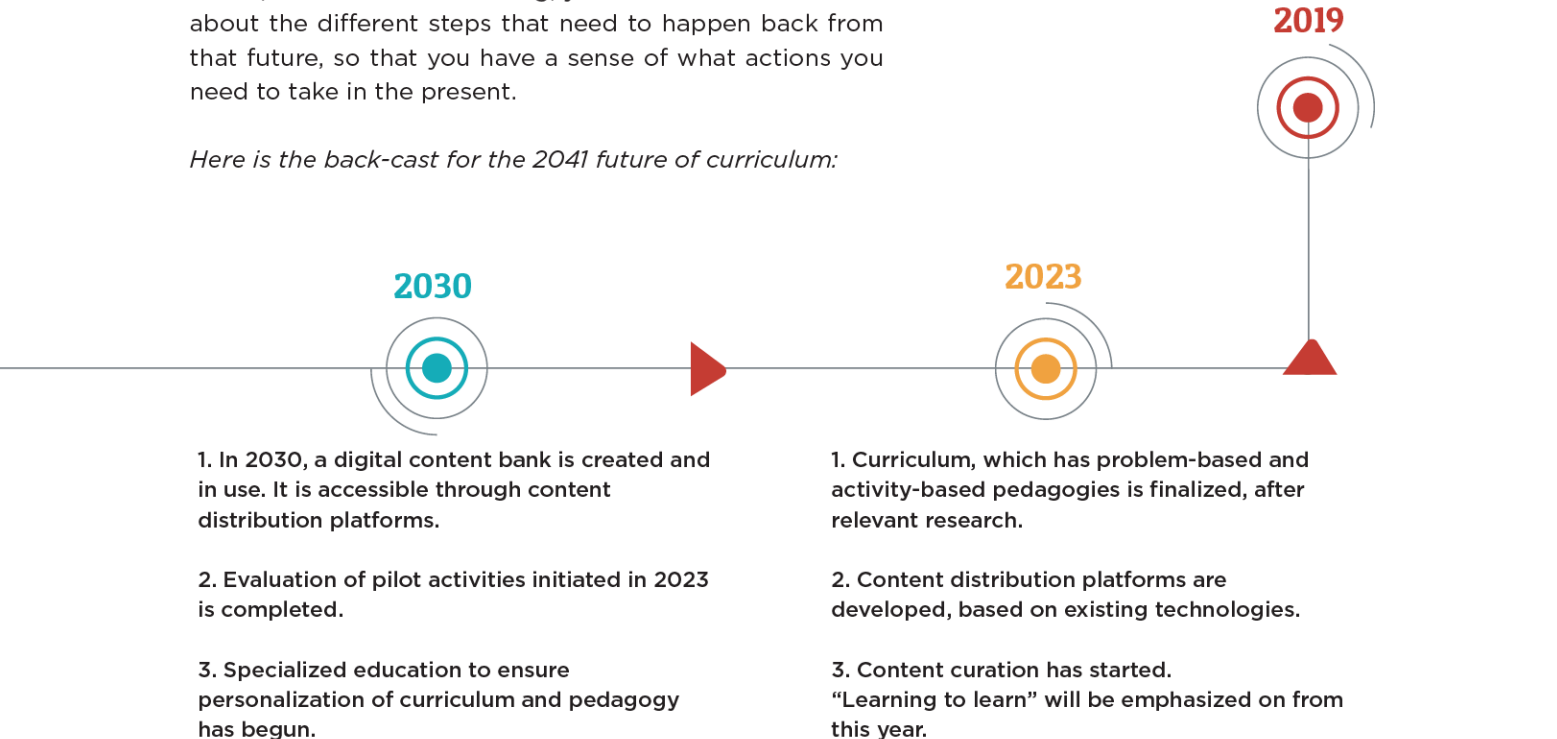 about the different steps that need to happen back from
that future, so that you have a sense of what actions you
need to take in the present.
Here is the back-cast for the 2041 future of curriculum:
2019
2030
2023
1. In 2030, a digital content bank is created and
in use. It is accessible through content
distribution platforms.
2. Evaluation of pilot activities initiated in 2023
is completed.
3. Specialized education to ensure
personalization of curriculum and pedagogy
has begun.
1. Curriculum, which has problem-based and
activity-based pedagogies is finalized, after
relevant research.
2. Content distribution platforms are
developed, based on existing technologies.
3. Content curation has started.
“Learning to learn” will be emphasized on from
this year.